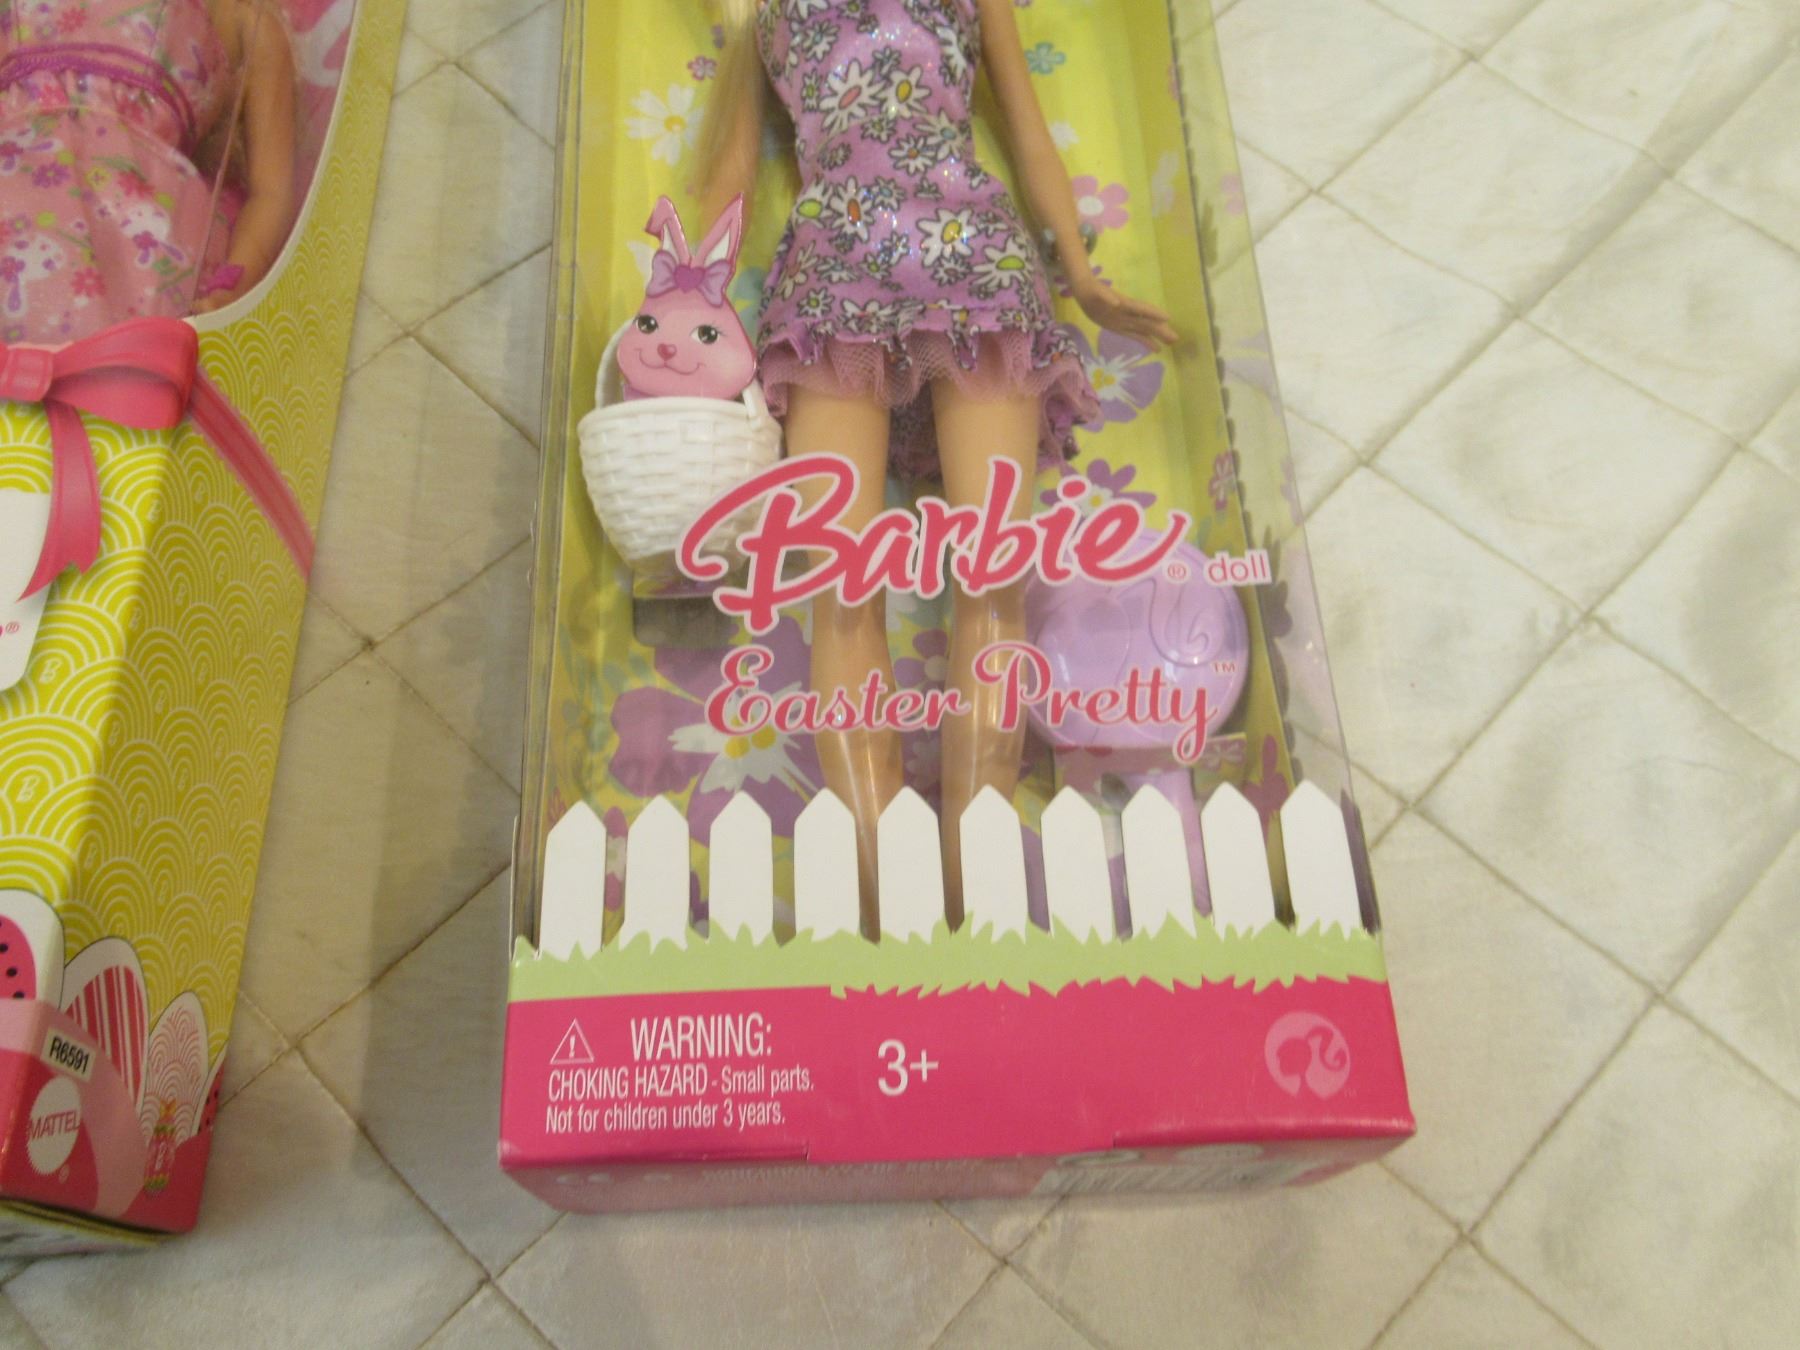 Barbie® doll
Easter Pretty™
WARNING:
CHOKING HAZARD - Small parts.
Not for children under 3 years.
3+
R6591
MATTEL
®